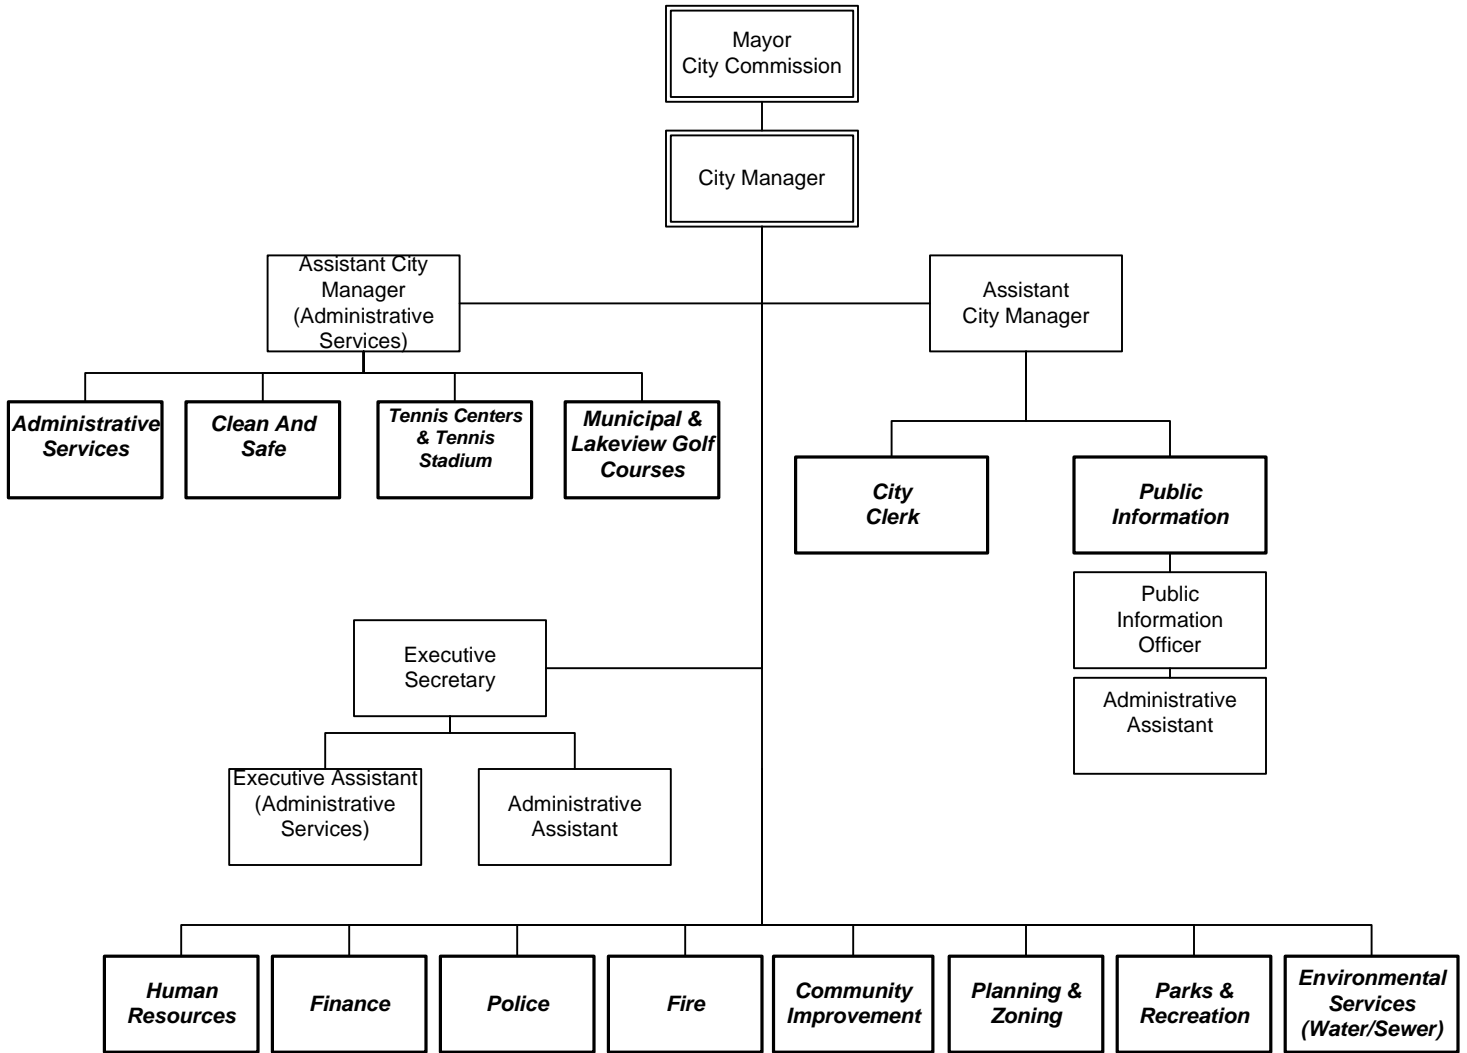 Mayor
City Commission
City Manager
Assistant City
Manager
(Administrative
Services)
Assistant
City Manager
Administrative
Services
Clean And
Safe
Tennis Centers
& Tennis
Stadium
Municipal &
Lakeview Golf
Courses
City
Clerk
Public
Information
Public
Information
Officer
Administrative
Assistant
Executive
Secretary
Executive Assistant
(Administrative
Services)
Administrative
Assistant
Human
Resources
Finance
Police
Fire
Community
Improvement
Planning &
Zoning
Parks &
Recreation
Environmental
Services
(Water/Sewer)